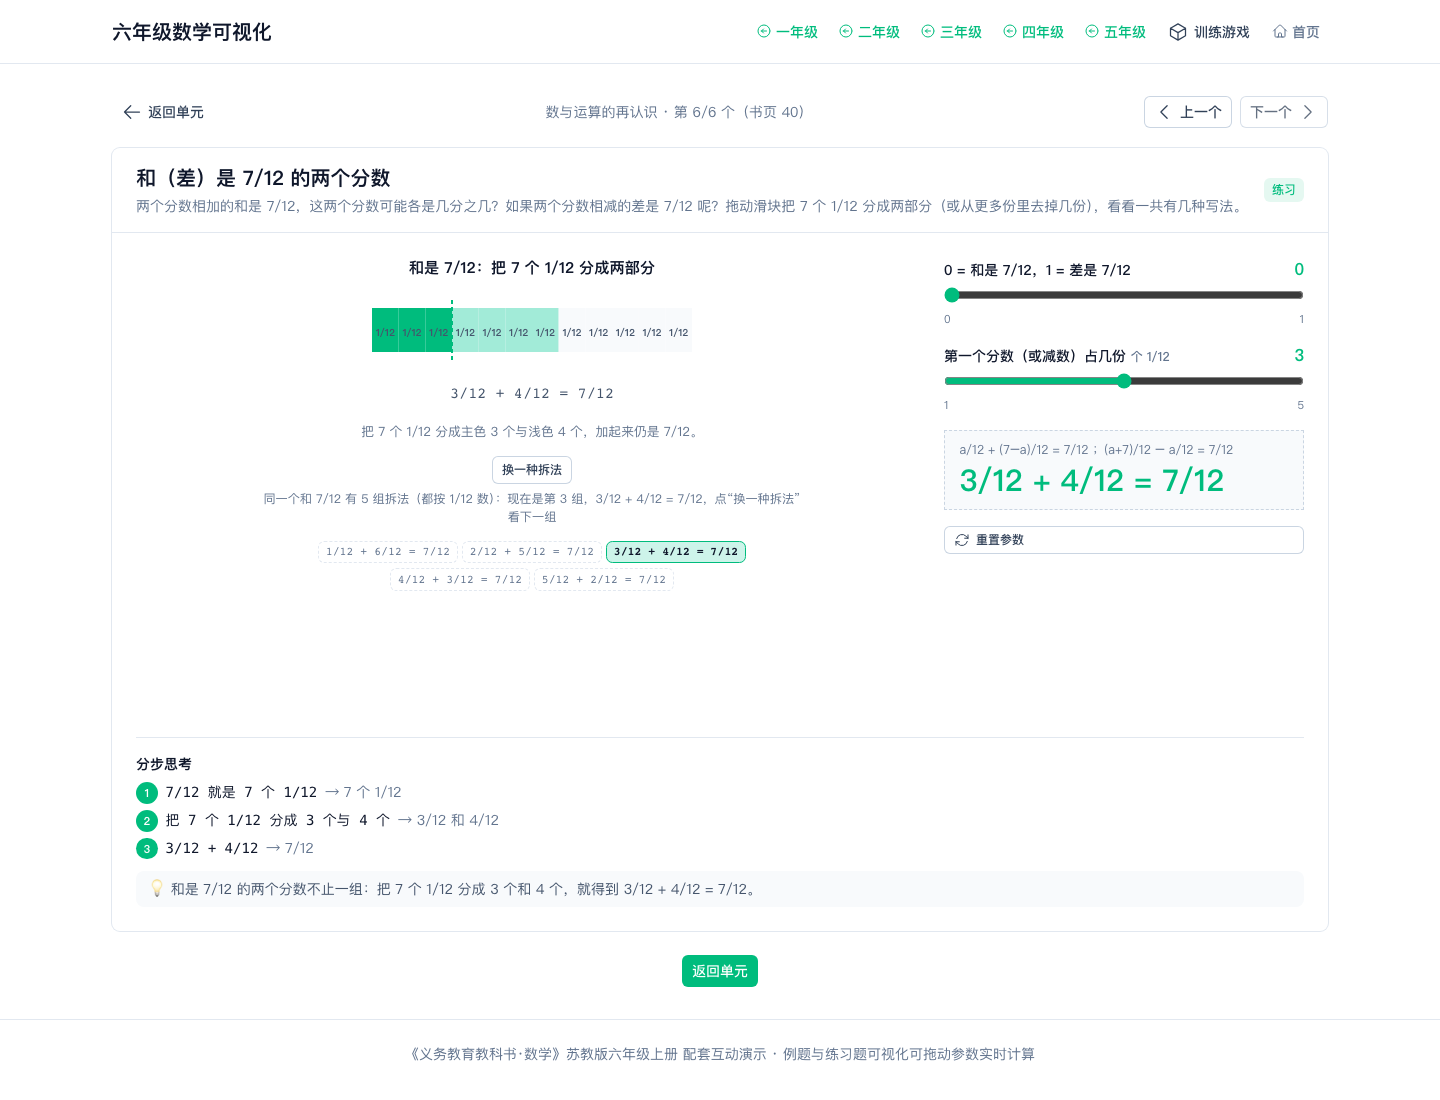 六年级数学可视化
一年级 二年级 三年级 四年级 五年级 训练游戏 首页
返回单元
数与运算的再认识 · 第 6/6 个（书页 40）
上一个 下一个
和（差）是 7/12 的两个分数
两个分数相加的和是 7/12，这两个分数可能各是几分之几？如果两个分数相减的差是 7/12 呢？拖动滑块把 7 个 1/12 分成两部分（或从更多份里去掉几份），看看一共有几种写法。
练习
和是 7/12：把 7 个 1/12 分成两部分
1/12 1/12 1/12 1/12 1/12 1/12 1/12 1/12 1/12 1/12 1/12 1/12
3/12 + 4/12 = 7/12
把 7 个 1/12 分成主色 3 个与浅色 4 个，加起来仍是 7/12。
换一种拆法
同一个和 7/12 有 5 组拆法（都按 1/12 数）：现在是第 3 组，3/12 + 4/12 = 7/12，点“换一种拆法”
看下一组
1/12 + 6/12 = 7/12 2/12 + 5/12 = 7/12 3/12 + 4/12 = 7/12
4/12 + 3/12 = 7/12 5/12 + 2/12 = 7/12
0 = 和是 7/12，1 = 差是 7/12 0
0 1
第一个分数（或减数）占几份 个 1/12 3
1 5
a/12 + (7−a)/12 = 7/12； (a+7)/12 − a/12 = 7/12
3/12 + 4/12 = 7/12
重置参数
分步思考
1 7/12 就是 7 个 1/12 → 7 个 1/12
2 把 7 个 1/12 分成 3 个与 4 个 → 3/12 和 4/12
3 3/12 + 4/12 → 7/12
💡 和是 7/12 的两个分数不止一组：把 7 个 1/12 分成 3 个和 4 个，就得到 3/12 + 4/12 = 7/12。
返回单元
《义务教育教科书·数学》苏教版六年级上册 配套互动演示 · 例题与练习题可视化可拖动参数实时计算